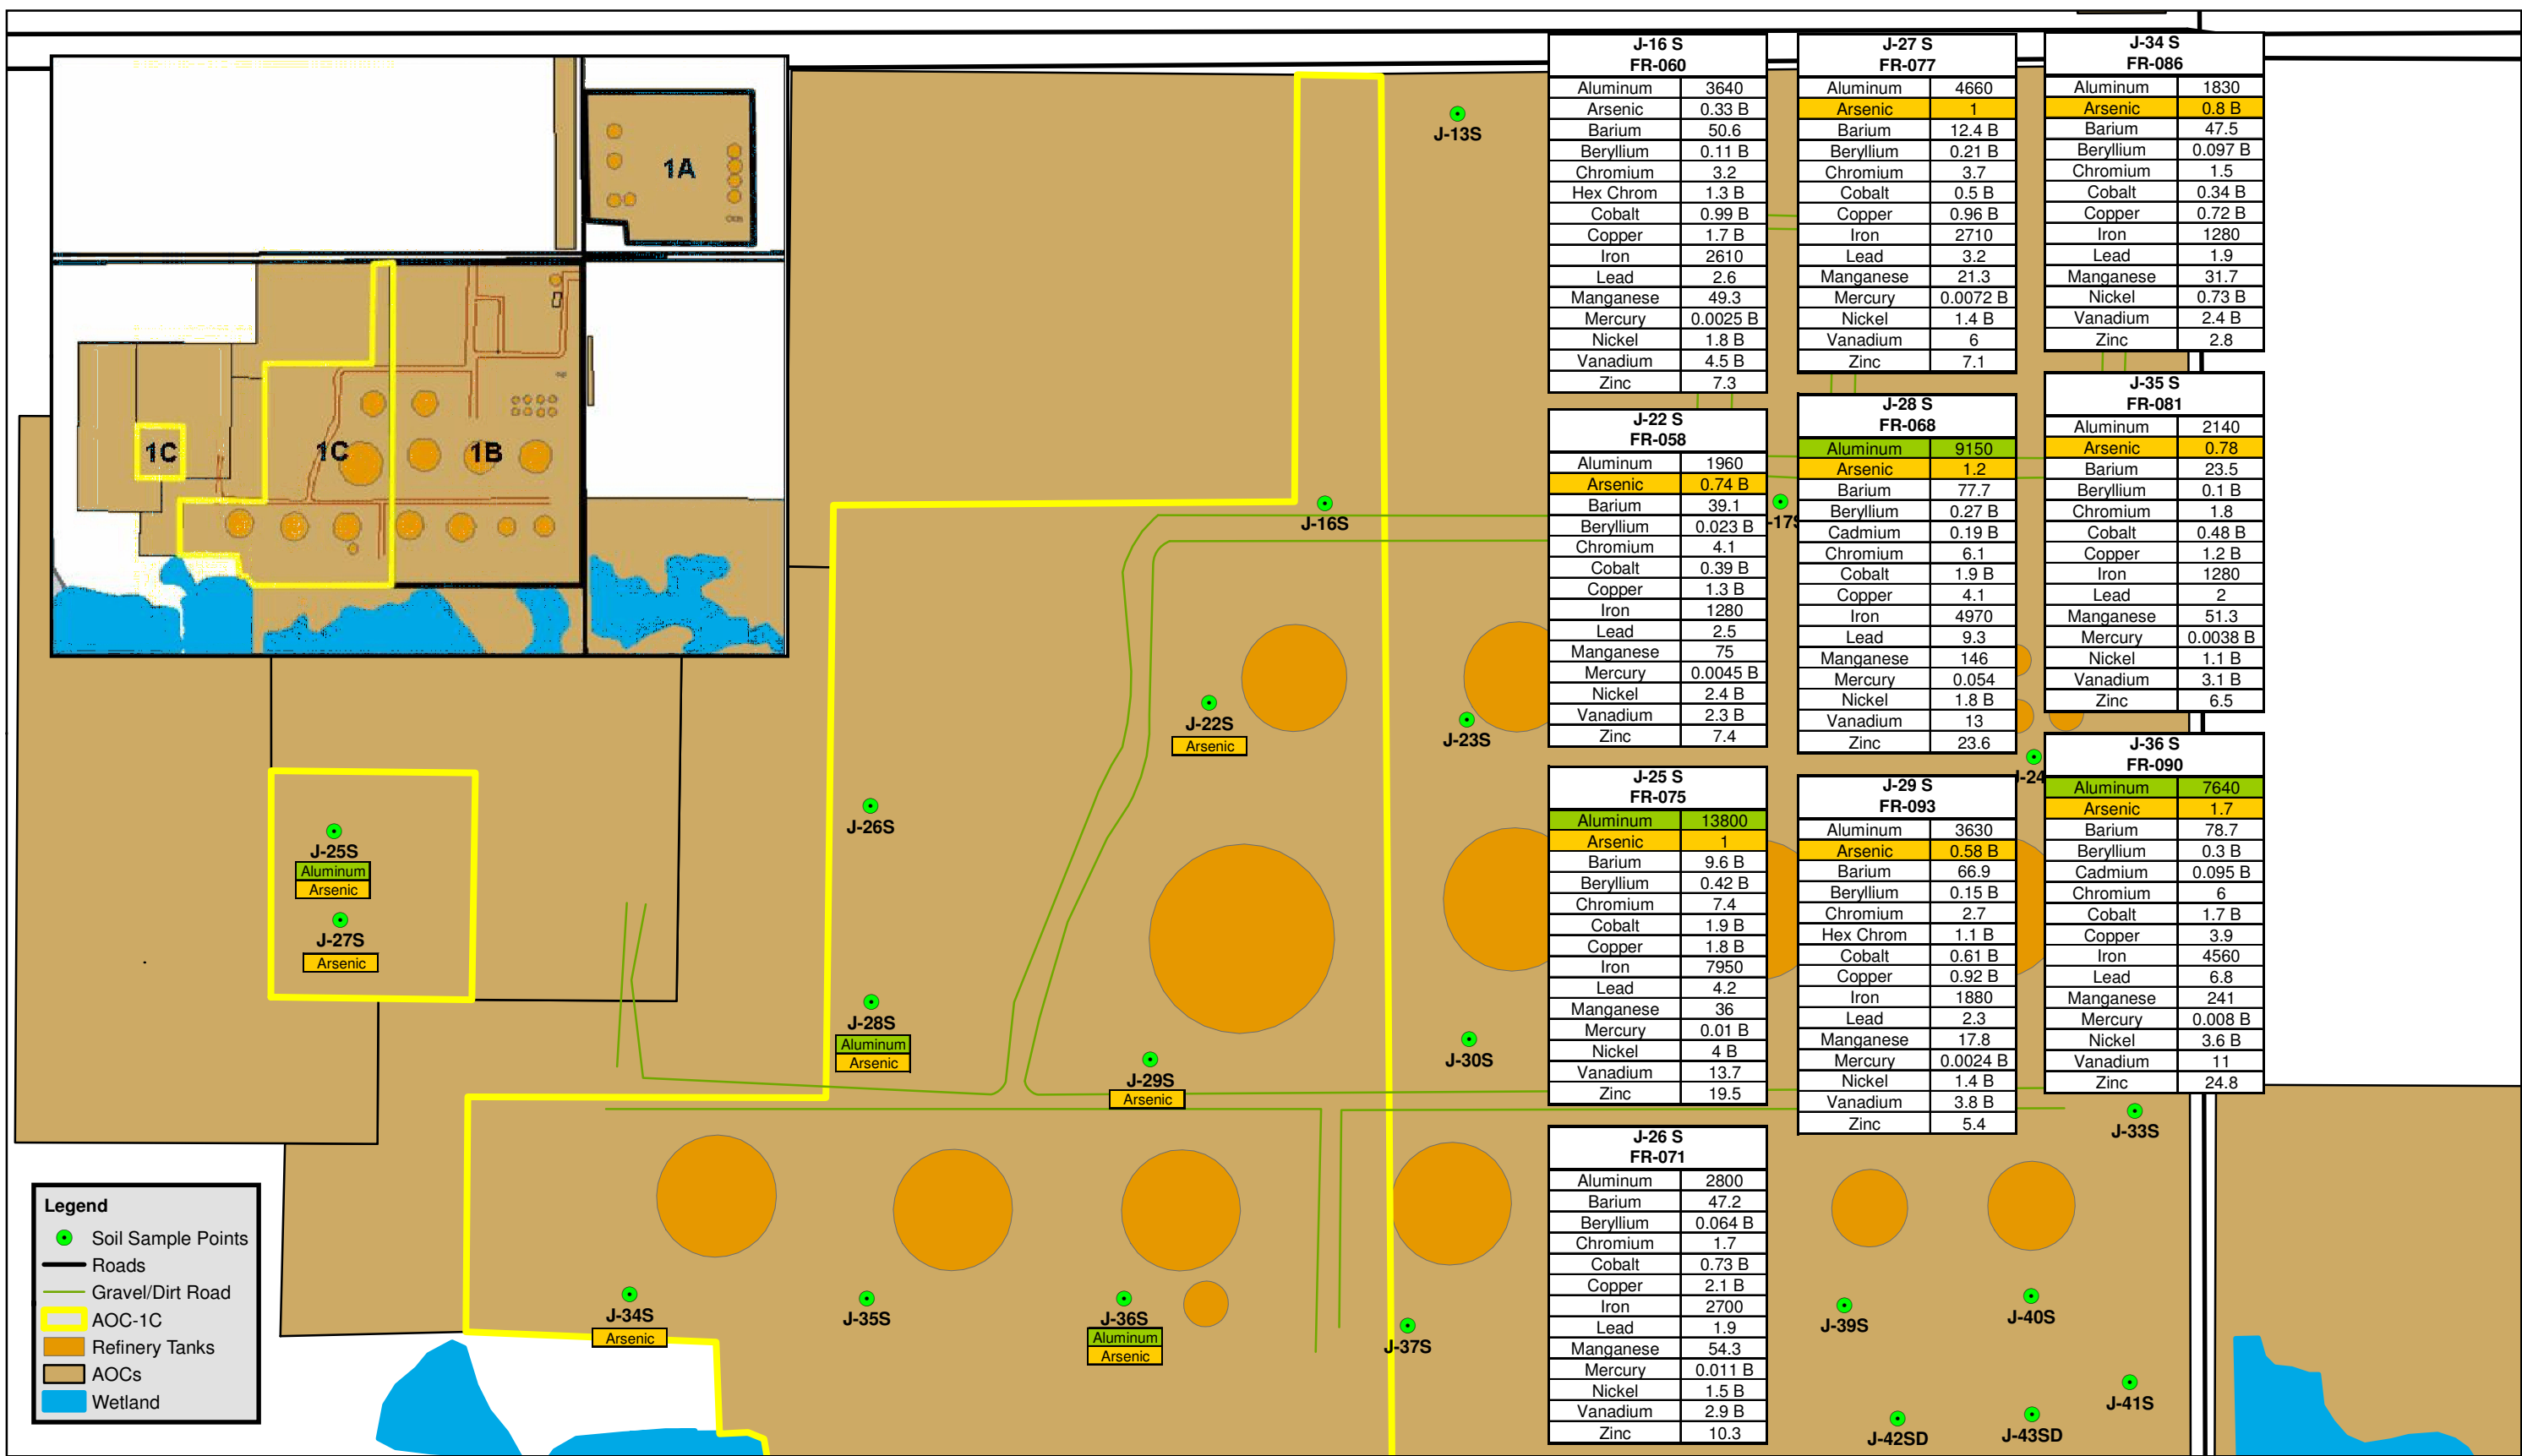 1A
1C
1C
1B
J-13S
J-16S
-17S
J-22S
Arsenic
J-23S
J-24
J-25S
Aluminum
Arsenic
J-26S
J-27S
Arsenic
J-28S
Aluminum
Arsenic
J-29S
Arsenic
J-30S
J-33S
J-34S
Arsenic
J-35S
J-36S
Aluminum
Arsenic
J-37S
J-39S
J-40S
J-41S
J-42SD
J-43SD
J-16 S
FR-060
Aluminum 3640
Arsenic 0.33 B
Barium 50.6
Beryllium 0.11 B
Chromium 3.2
Hex Chrom 1.3 B
Cobalt 0.99 B
Copper 1.7 B
Iron 2610
Lead 2.6
Manganese 49.3
Mercury 0.0025 B
Nickel 1.8 B
Vanadium 4.5 B
Zinc 7.3
J-22 S
FR-058
Aluminum 1960
Arsenic 0.74 B
Barium 39.1
Beryllium 0.023 B
Chromium 4.1
Cobalt 0.39 B
Copper 1.3 B
Iron 1280
Lead 2.5
Manganese 75
Mercury 0.0045 B
Nickel 2.4 B
Vanadium 2.3 B
Zinc 7.4
J-25 S
FR-075
Aluminum 13800
Arsenic 1
Barium 9.6 B
Beryllium 0.42 B
Chromium 7.4
Cobalt 1.9 B
Copper 1.8 B
Iron 7950
Lead 4.2
Manganese 36
Mercury 0.01 B
Nickel 4 B
Vanadium 13.7
Zinc 19.5
J-26 S
FR-071
Aluminum 2800
Barium 47.2
Beryllium 0.064 B
Chromium 1.7
Cobalt 0.73 B
Copper 2.1 B
Iron 2700
Lead 1.9
Manganese 54.3
Mercury 0.011 B
Nickel 1.5 B
Vanadium 2.9 B
Zinc 10.3
J-27 S
FR-077
Aluminum 4660
Arsenic 1
Barium 12.4 B
Beryllium 0.21 B
Chromium 3.7
Cobalt 0.5 B
Copper 0.96 B
Iron 2710
Lead 3.2
Manganese 21.3
Mercury 0.0072 B
Nickel 1.4 B
Vanadium 6
Zinc 7.1
J-28 S
FR-068
Aluminum 9150
Arsenic 1.2
Barium 77.7
Beryllium 0.27 B
Cadmium 0.19 B
Chromium 6.1
Cobalt 1.9 B
Copper 4.1
Iron 4970
Lead 9.3
Manganese 146
Mercury 0.054
Nickel 1.8 B
Vanadium 13
Zinc 23.6
J-29 S
FR-093
Aluminum 3630
Arsenic 0.58 B
Barium 66.9
Beryllium 0.15 B
Chromium 2.7
Hex Chrom 1.1 B
Cobalt 0.61 B
Copper 0.92 B
Iron 1880
Lead 2.3
Manganese 17.8
Mercury 0.0024 B
Nickel 1.4 B
Vanadium 3.8 B
Zinc 5.4
J-34 S
FR-086
Aluminum 1830
Arsenic 0.8 B
Barium 47.5
Beryllium 0.097 B
Chromium 1.5
Cobalt 0.34 B
Copper 0.72 B
Iron 1280
Lead 1.9
Manganese 31.7
Nickel 0.73 B
Vanadium 2.4 B
Zinc 2.8
J-35 S
FR-081
Aluminum 2140
Arsenic 0.78
Barium 23.5
Beryllium 0.1 B
Chromium 1.8
Cobalt 0.48 B
Copper 1.2 B
Iron 1280
Lead 2
Manganese 51.3
Mercury 0.0038 B
Nickel 1.1 B
Vanadium 3.1 B
Zinc 6.5
J-36 S
FR-090
Aluminum 7640
Arsenic 1.7
Barium 78.7
Beryllium 0.3 B
Cadmium 0.095 B
Chromium 6
Cobalt 1.7 B
Copper 3.9
Iron 4560
Lead 6.8
Manganese 241
Mercury 0.008 B
Nickel 3.6 B
Vanadium 11
Zinc 24.8
Legend
Soil Sample Points
Roads
Gravel/Dirt Road
AOC-1C
Refinery Tanks
AOCs
Wetland